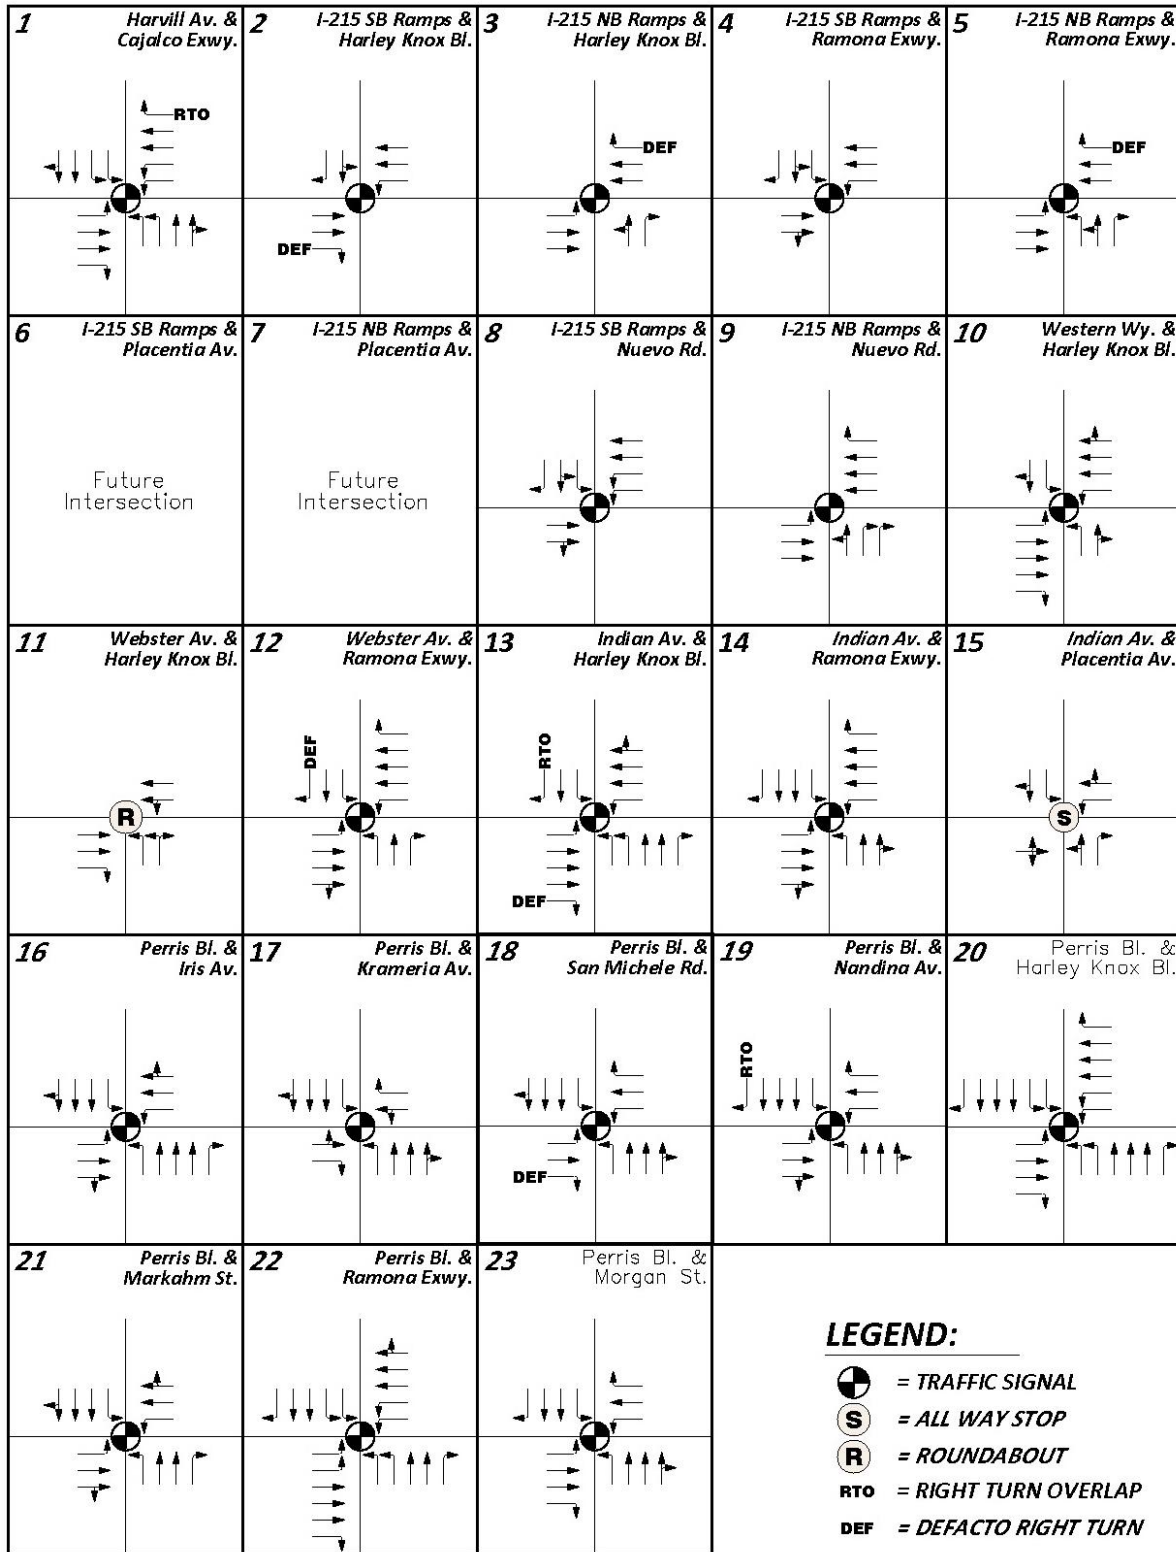 1 Harvill Av. &
Cajalco Exwy.
RTO
2 I-215 SB Ramps &
Harley Knox Bl.
DEF
3 I-215 NB Ramps &
Harley Knox Bl.
DEF
4 I-215 SB Ramps &
Ramona Exwy.
5 I-215 NB Ramps &
Ramona Exwy.
DEF
6 I-215 SB Ramps &
Placentia Av.
Future
Intersection
7 I-215 NB Ramps &
Placentia Av.
Future
Intersection
8 I-215 SB Ramps &
Nuevo Rd.
9 I-215 NB Ramps &
Nuevo Rd.
10 Western Wy. &
Harley Knox Bl.
11 Webster Av. &
Harley Knox Bl.
R
12 Webster Av. &
Ramona Exwy.
DEF
13 Indian Av. &
Harley Knox Bl.
RTO
DEF
14 Indian Av. &
Ramona Exwy.
15 Indian Av. &
Placentia Av.
S
16 Perris Bl. &
Iris Av.
17 Perris Bl. &
Krameria Av.
18 Perris Bl. &
San Michele Rd.
DEF
19 Perris Bl. &
Nandina Av.
RTO
20 Perris Bl. &
Harley Knox Bl.
21 Perris Bl. &
Markahm St.
22 Perris Bl. &
Ramona Exwy.
23 Perris Bl. &
Morgan St.
LEGEND:
= TRAFFIC SIGNAL
S = ALL WAY STOP
R = ROUNDABOUT
RTO = RIGHT TURN OVERLAP
DEF = DEFACTO RIGHT TURN